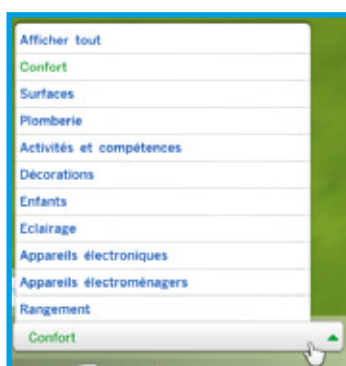 Afficher tout
Confort
Surfaces
Plomberie
Activités et compétences
Décorations
Enfants
Eclairage
Appareils électroniques
Appareils électroménagers
Rangement
Confort